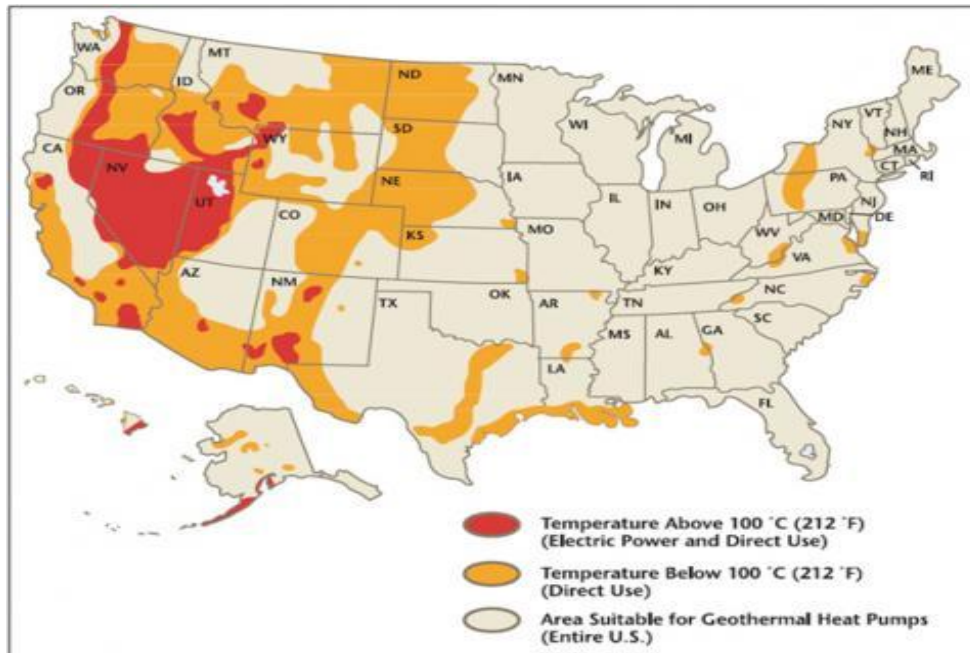 WA
MT
ND
MN
ME
OR
ID
SD
WI
MI
NY
VT
NH
MA
CT
RI
WY
CA
NV
UT
NE
IA
PA
NJ
DE
MD
IL
IN
OH
CO
KS
MO
WV
VA
KY
AZ
NM
OK
AR
TN
NC
TX
MS
AL
GA
SC
LA
FL
Temperature Above 100 °C (212 °F)
(Electric Power and Direct Use)
Temperature Below 100 °C (212 °F)
(Direct Use)
Area Suitable for Geothermal Heat Pumps
(Entire U.S.)